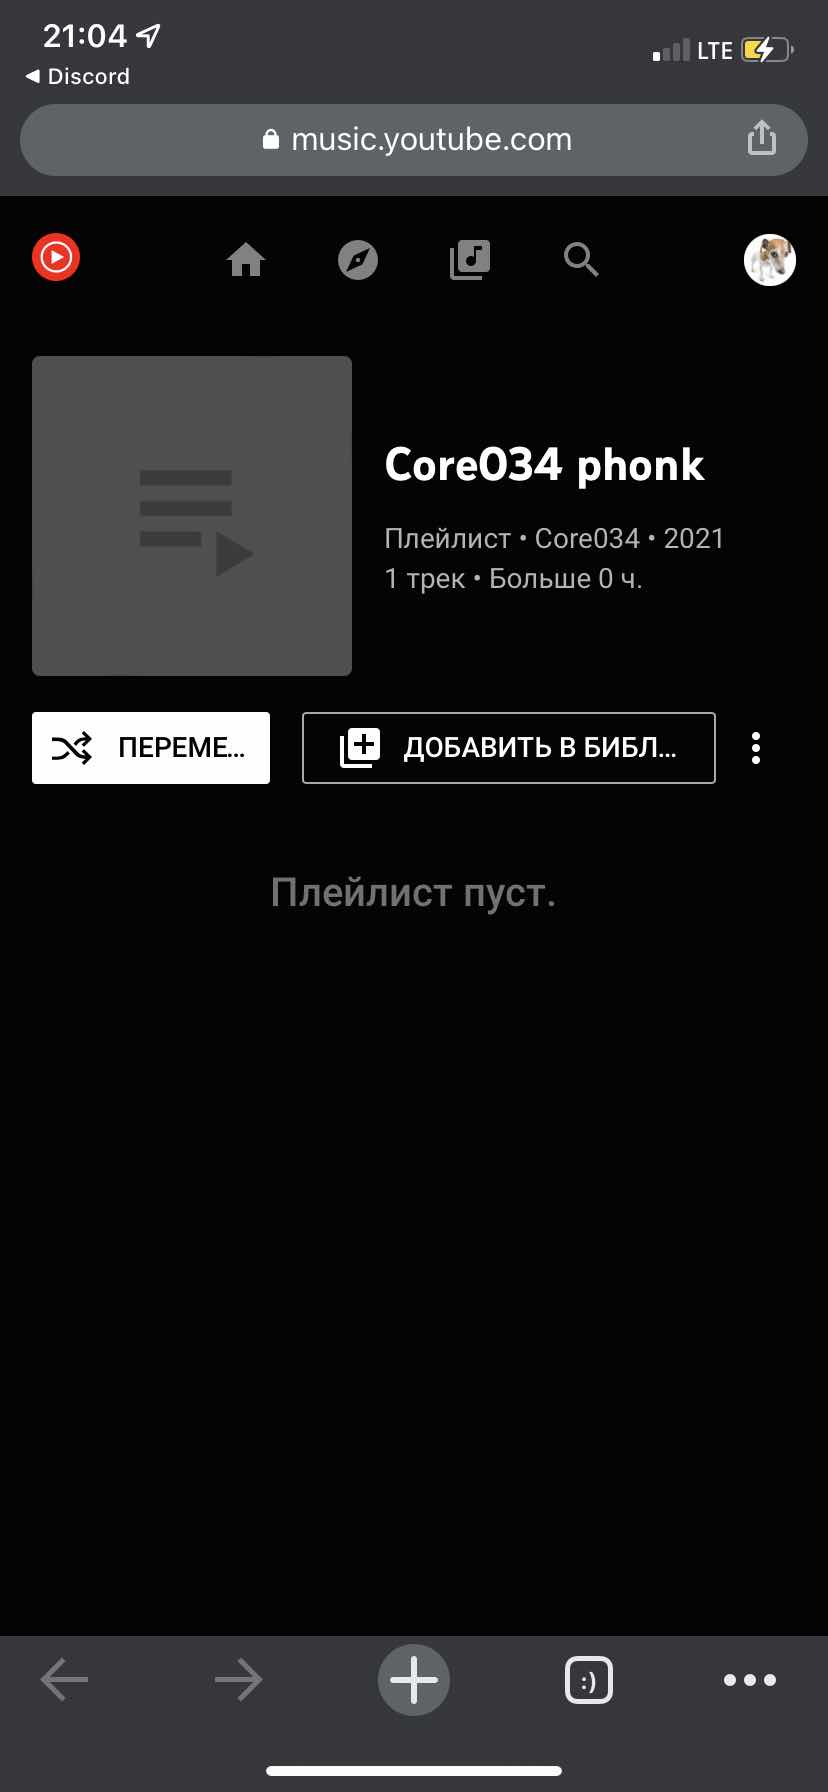 21:04
LTE
◀ Discord
music.youtube.com
Core034 phonk
Плейлист • Core034 • 2021
1 трек • Больше 0 ч.
ПЕРЕМЕ...
ДОБАВИТЬ В БИБЛ...
Плейлист пуст.
:)